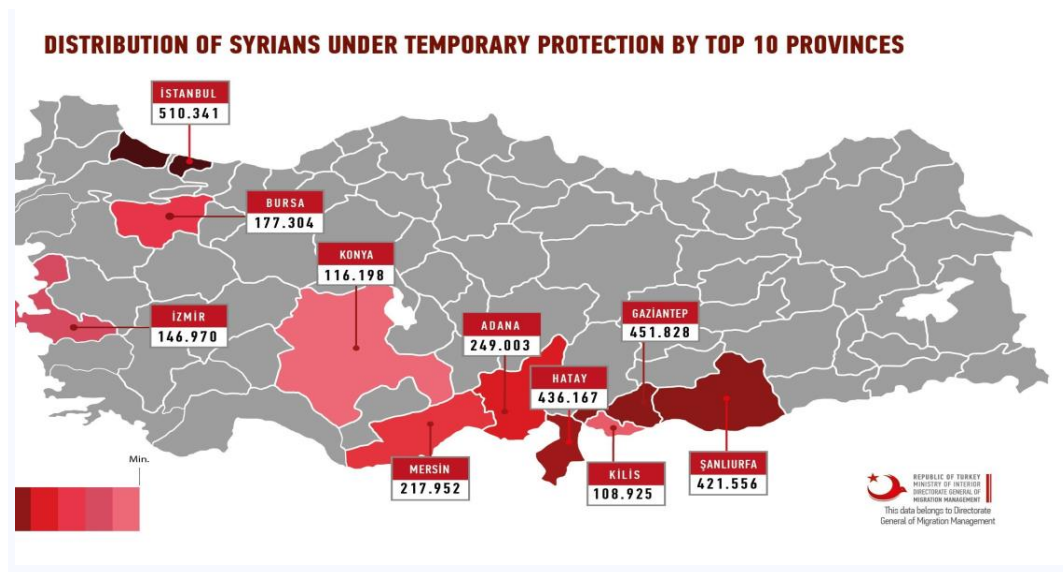 DISTRIBUTION OF SYRIANS UNDER TEMPORARY PROTECTION BY TOP 10 PROVINCES
İSTANBUL
510.341
BURSA
177.304
KONYA
116.198
İZMİR
146.970
ADANA
249.003
GAZİANTEP
451.828
HATAY
436.167
MERSİN
217.952
KİLİS
108.925
ŞANLIURFA
421.556
Min.
REPUBLIC OF TURKEY
MINISTRY OF INTERIOR
DIRECTORATE GENERAL OF
MIGRATION MANAGEMENT
This data belongs to Directorate
General of Migration Management